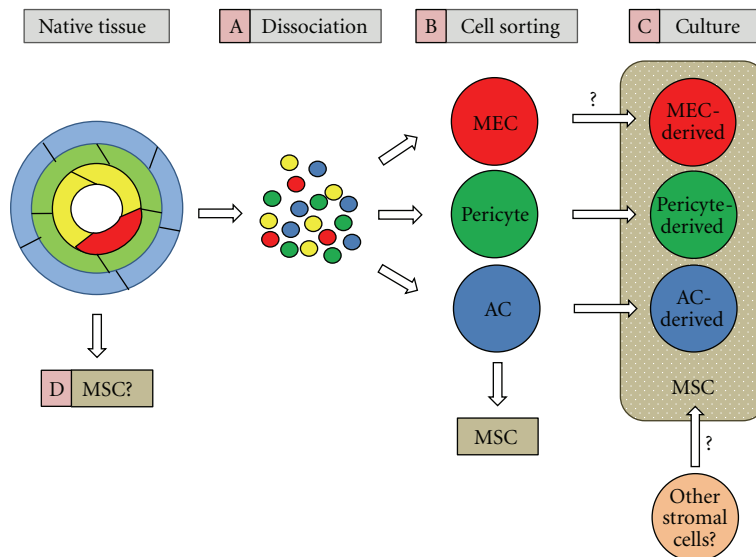 Native tissue
A Dissociation
B Cell sorting
C Culture
MEC
?
MEC-
derived
Pericyte
Pericyte-
derived
AC
AC-
derived
D MSC?
MSC
MSC
?
Other
stromal
cells?